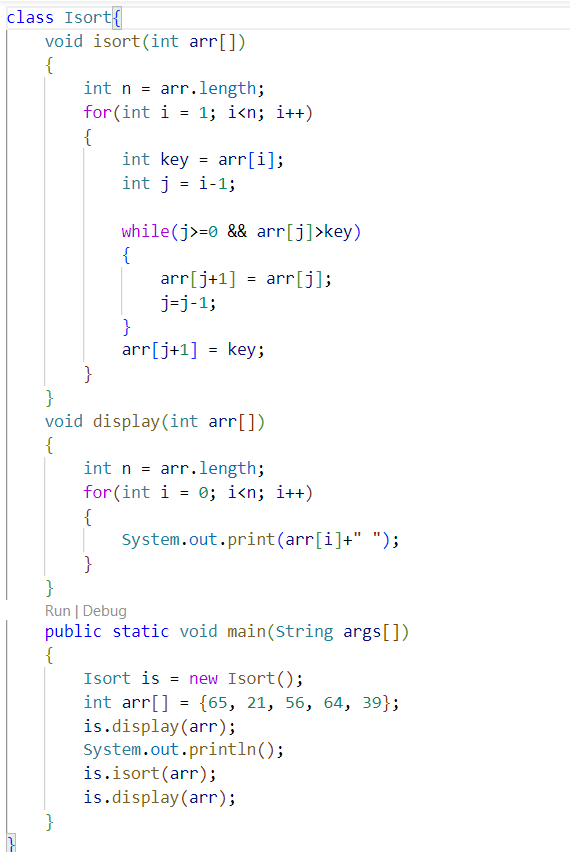 class Isort{
    void isort(int arr[])
    {
        int n = arr.length;
        for(int i = 1; i<n; i++)
        {
            int key = arr[i];
            int j = i-1;

            while(j>=0 && arr[j]>key)
            {
                arr[j+1] = arr[j];
                j=j-1;
            }
            arr[j+1] = key;
        }
    }
    void display(int arr[])
    {
        int n = arr.length;
        for(int i = 0; i<n; i++)
        {
            System.out.print(arr[i]+" ");
        }
    }
    Run | Debug
    public static void main(String args[])
    {
        Isort is = new Isort();
        int arr[] = {65, 21, 56, 64, 39};
        is.display(arr);
        System.out.println();
        is.isort(arr);
        is.display(arr);
    }
}